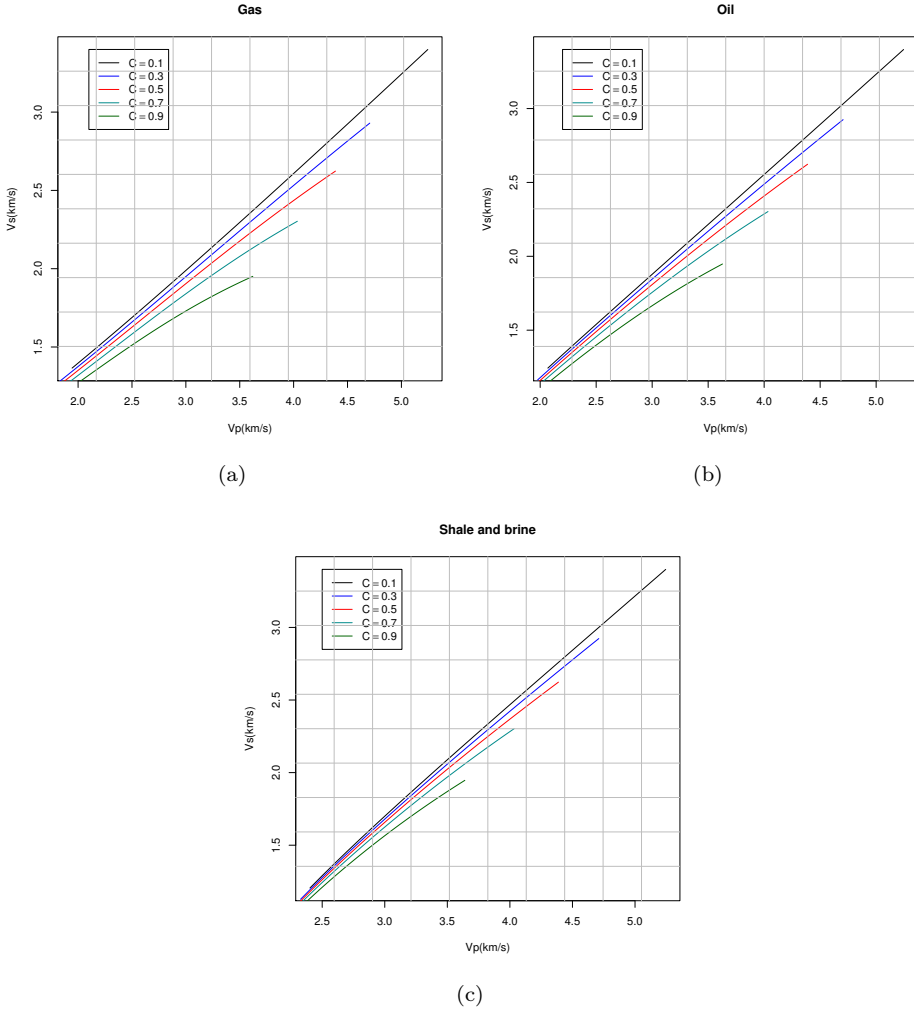 Gas
C = 0.1
C = 0.3
C = 0.5
C = 0.7
C = 0.9
3.0
2.5
2.0
1.5
Vs(km/s)
2.0 2.5 3.0 3.5 4.0 4.5 5.0
Vp(km/s)
(a)
Oil
C = 0.1
C = 0.3
C = 0.5
C = 0.7
C = 0.9
3.0
2.5
2.0
1.5
Vs(km/s)
2.0 2.5 3.0 3.5 4.0 4.5 5.0
Vp(km/s)
(b)
Shale and brine
C = 0.1
C = 0.3
C = 0.5
C = 0.7
C = 0.9
3.0
2.5
2.0
1.5
Vs(km/s)
2.5 3.0 3.5 4.0 4.5 5.0
Vp(km/s)
(c)